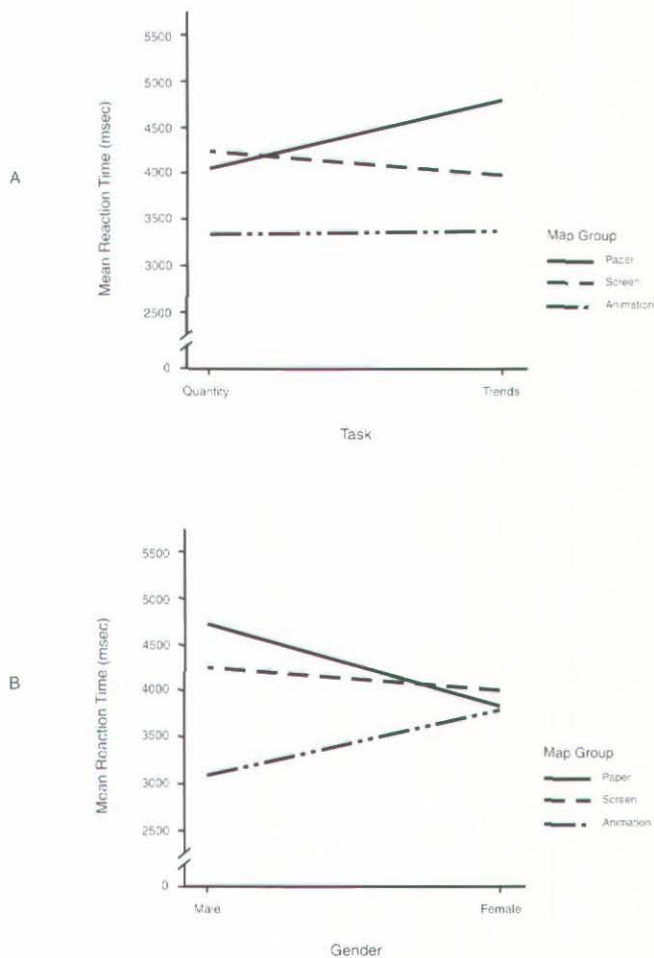 A
Mean Reaction Time (msec)
5500
5000
4500
4000
3500
3000
2500
0
Quantity
Trends
Task
Map Group
Paper
Screen
Animation
B
Mean Reaction Time (msec)
5500
5000
4500
4000
3500
3000
2500
0
Male
Female
Gender
Map Group
Paper
Screen
Animation